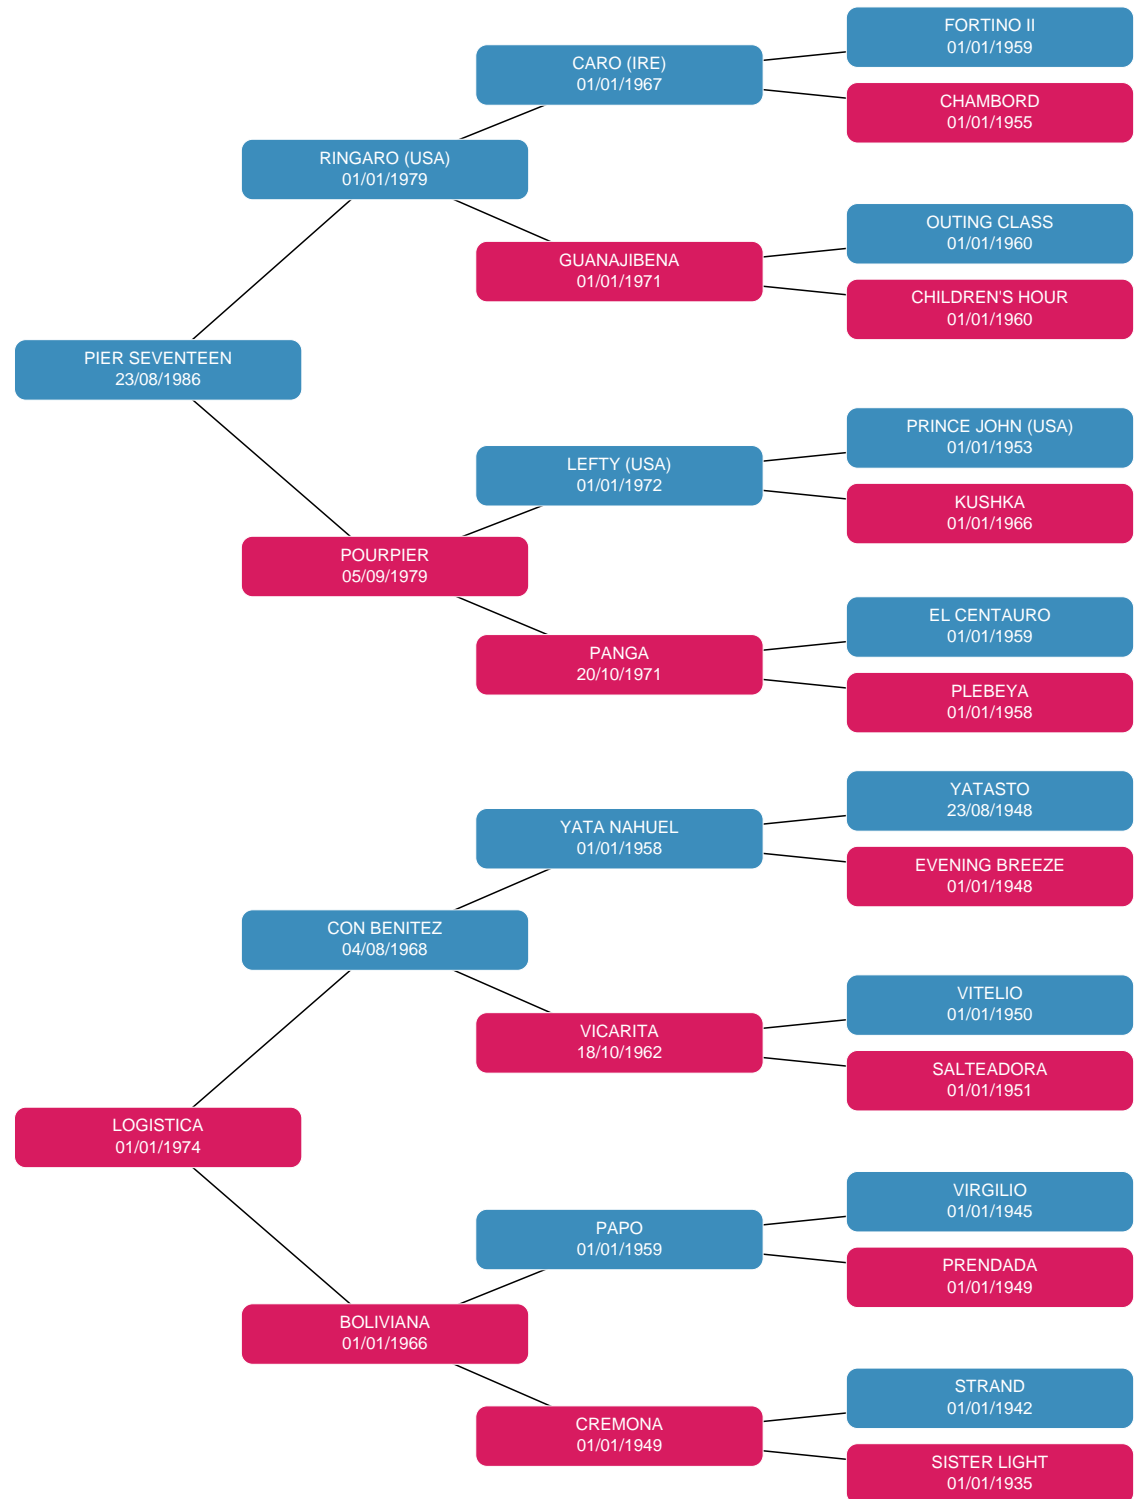 FORTINO II
01/01/1959
CARO (IRE)
01/01/1967
CHAMBORD
01/01/1955
RINGARO (USA)
01/01/1979
OUTING CLASS
01/01/1960
GUANAJIBENA
01/01/1971
CHILDREN'S HOUR
01/01/1960
PIER SEVENTEEN
23/08/1986
PRINCE JOHN (USA)
01/01/1953
LEFTY (USA)
01/01/1972
KUSHKA
01/01/1966
POURPIER
05/09/1979
EL CENTAURO
01/01/1959
PANGA
20/10/1971
PLEBEYA
01/01/1958
YATASTO
23/08/1948
YATA NAHUEL
01/01/1958
EVENING BREEZE
01/01/1948
CON BENITEZ
04/08/1968
VITELIO
01/01/1950
VICARITA
18/10/1962
SALTEADORA
01/01/1951
LOGISTICA
01/01/1974
VIRGILIO
01/01/1945
PAPO
01/01/1959
PRENDADA
01/01/1949
BOLIVIANA
01/01/1966
STRAND
01/01/1942
CREMONA
01/01/1949
SISTER LIGHT
01/01/1935